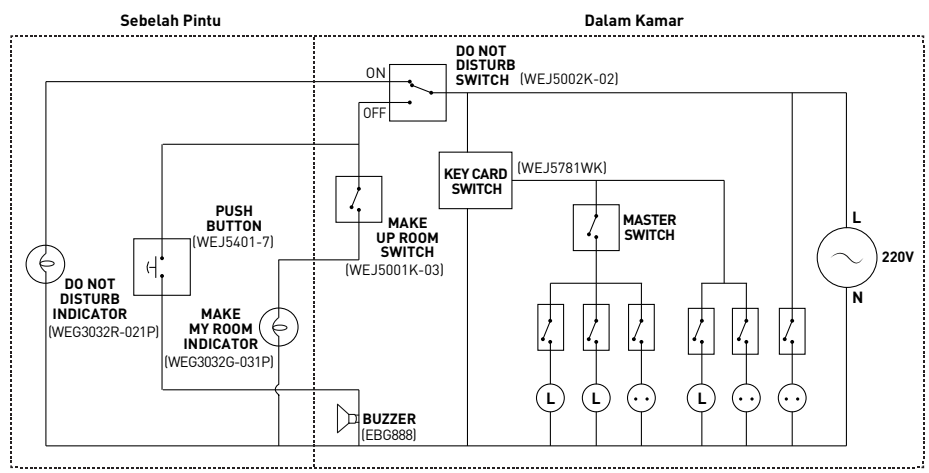 Sebelah Pintu
Dalam Kamar
ON
OFF
DO NOT
DISTURB
SWITCH (WEJ5002K-02)
KEY CARD
SWITCH
(WEJ5781WK)
PUSH
BUTTON
(WEJ5401-7)
MAKE
UP ROOM
SWITCH
(WEJ5001K-03)
MASTER
SWITCH
L
220V
N
DO NOT
DISTURB
INDICATOR
(WEG3032R-021P)
MAKE
MY ROOM
INDICATOR
(WEG3032G-031P)
L
L
L
BUZZER
(EBG888)